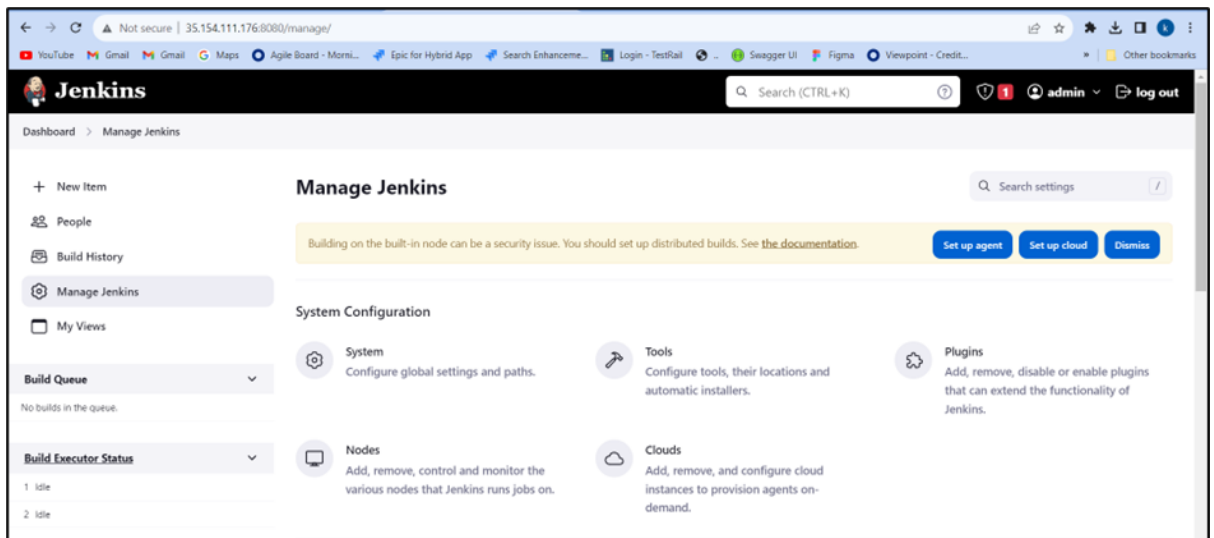 Not secure | 35.154.111.176:8080/manage/
YouTube Gmail Gmail Maps Agile Board - Morni... Epic for Hybrid App Search Enhanceme... Login - TestRail Swagger UI Figma Viewpoint - Credit... » Other bookmarks
Jenkins Search (CTRL+K) 1 admin log out
Dashboard > Manage Jenkins
New Item
People
Build History
Manage Jenkins
My Views
Build Queue
No builds in the queue.
Build Executor Status
1 Idle
2 Idle
Manage Jenkins
Search settings /
Building on the built-in node can be a security issue. You should set up distributed builds. See the documentation.
Set up agent Set up cloud Dismiss
System Configuration
System
Configure global settings and paths.
Tools
Configure tools, their locations and
automatic installers.
Plugins
Add, remove, disable or enable plugins
that can extend the functionality of
Jenkins.
Nodes
Add, remove, control and monitor the
various nodes that Jenkins runs jobs on.
Clouds
Add, remove, and configure cloud
instances to provision agents on-
demand.